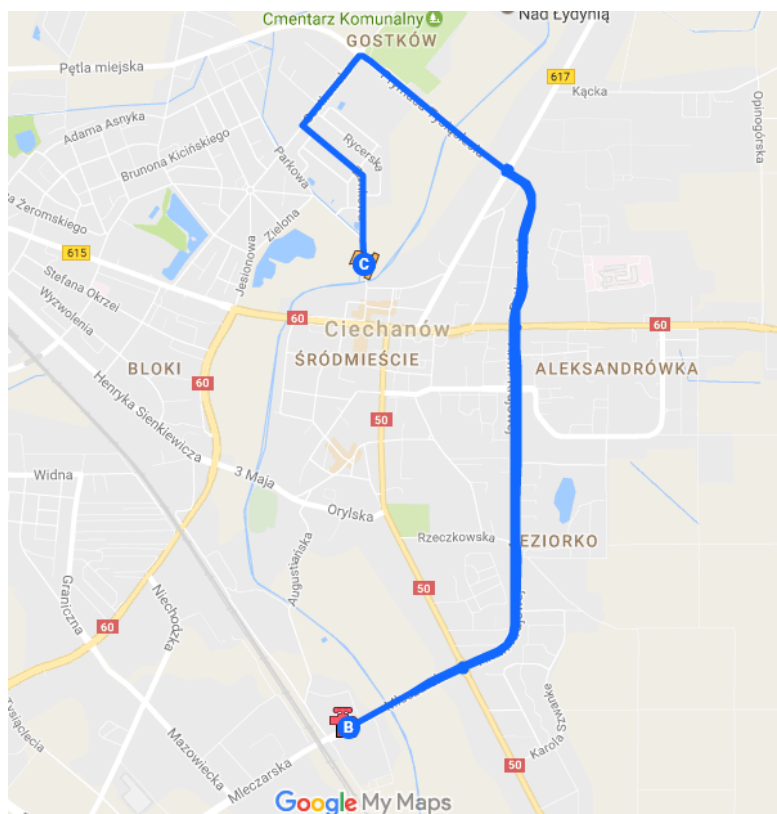 Cmentarz Komunalny
Nad Łydynią
GOSTKÓW
Pętla miejska
617
Kącka
Opinogórska
Adama Asnyka
Rycerska
Brunona Kicińskiego
Parkowa
Żeromskiego
Zielona
615
Jesionowa
C
Stefana Okrzei
Wyzwolenia
60
Ciechanów
60
BLOKI
ŚRÓDMIEŚCIE
ALEKSANDRÓWKA
60
Henryka Sienkiewicza
50
Widna
3 Maja
Orylska
Rzeczkowska
EZIORKO
Augustiańska
50
Graniczna
Niechodzka
60
Karola Szwanke
B
Tysiąclecia
Mazowiecka
50
Mleczarska
Google My Maps